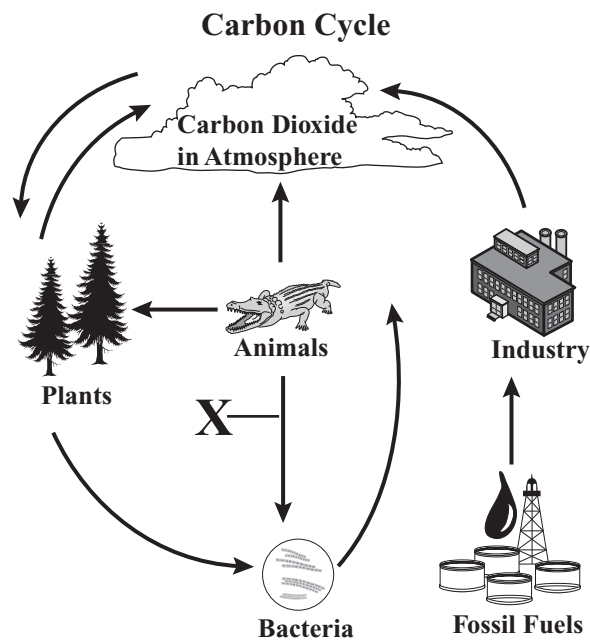 Carbon Cycle
Carbon Dioxide
in Atmosphere
Animals
Industry
Plants
X
Bacteria
Fossil Fuels